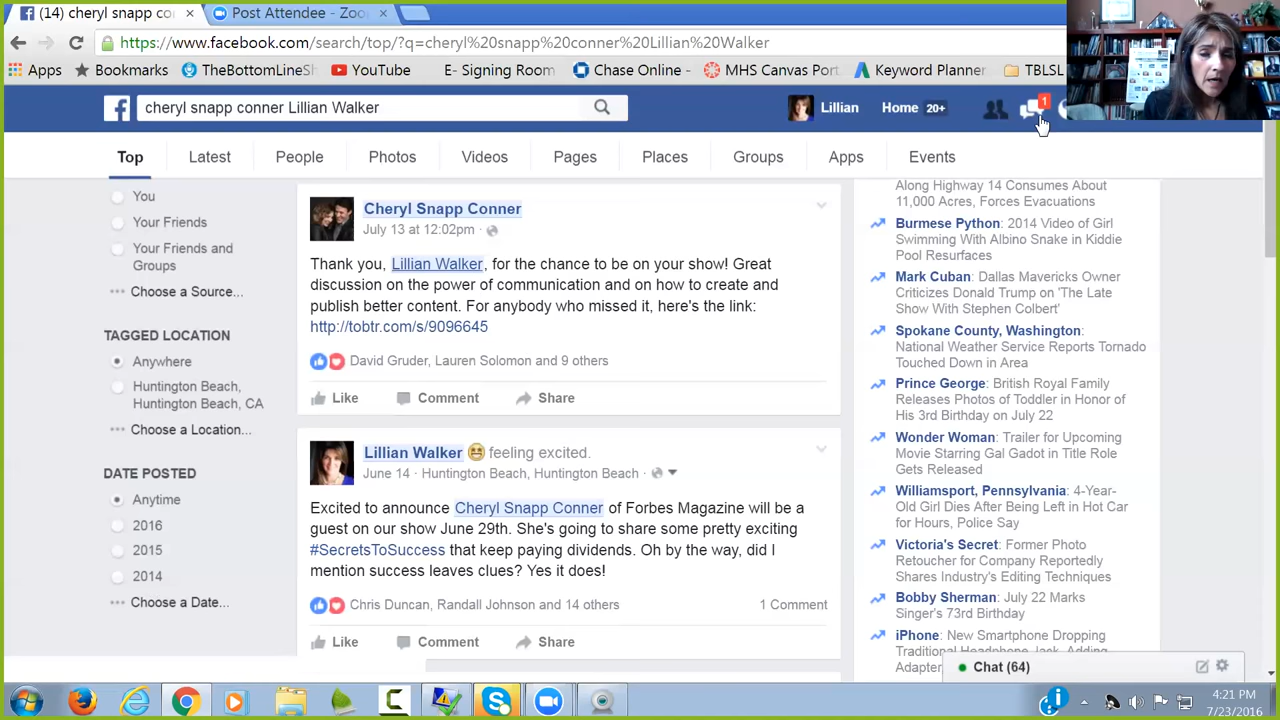 (14) cheryl snapp co
Post Attendee - Zoo
https://www.facebook.com/search/top/?q=cheryl%20snapp%20conner%20Lillian%20Walker
Apps
Bookmarks
TheBottomLineSh
YouTube
Signing Room
Chase Online -
MHS Canvas Port
Keyword Planner
TBLSL
cheryl snapp conner Lillian Walker
Lillian
Home 20+
1
Top
Latest
People
Photos
Videos
Pages
Places
Groups
Apps
Events
You
Your Friends
Your Friends and
Groups
Choose a Source...
TAGGED LOCATION
Anywhere
Huntington Beach,
Huntington Beach, CA
Choose a Location...
DATE POSTED
Anytime
2016
2015
2014
Choose a Date...
Cheryl Snapp Conner
July 13 at 12:02pm
Thank you, Lillian Walker, for the chance to be on your show! Great
discussion on the power of communication and on how to create and
publish better content. For anybody who missed it, here's the link:
http://tobtr.com/s/9096645
David Gruder, Lauren Solomon and 9 others
Like
Comment
Share
Lillian Walker feeling excited.
June 14 · Huntington Beach, Huntington Beach ·
Excited to announce Cheryl Snapp Conner of Forbes Magazine will be a
guest on our show June 29th. She's going to share some pretty exciting
#SecretsToSuccess that keep paying dividends. Oh by the way, did I
mention success leaves clues? Yes it does!
Chris Duncan, Randall Johnson and 14 others
1 Comment
Like
Comment
Share
Along Highway 14 Consumes About
11,000 Acres, Forces Evacuations
Burmese Python: 2014 Video of Girl
Swimming With Albino Snake in Kiddie
Pool Resurfaces
Mark Cuban: Dallas Mavericks Owner
Criticizes Donald Trump on 'The Late
Show With Stephen Colbert'
Spokane County, Washington:
National Weather Service Reports Tornado
Touched Down in Area
Prince George: British Royal Family
Releases Photos of Toddler in Honor of
His 3rd Birthday on July 22
Wonder Woman: Trailer for Upcoming
Movie Starring Gal Gadot in Title Role
Gets Released
Williamsport, Pennsylvania: 4-Year-
Old Girl Dies After Being Left in Hot Car
for Hours, Police Say
Victoria's Secret: Former Photo
Retoucher for Company Reportedly
Shares Industry's Editing Techniques
Bobby Sherman: July 22 Marks
Singer's 73rd Birthday
iPhone: New Smartphone Dropping
Traditional Headphone Jack, Adding
Adapter
Chat (64)
4:21 PM
7/23/2016